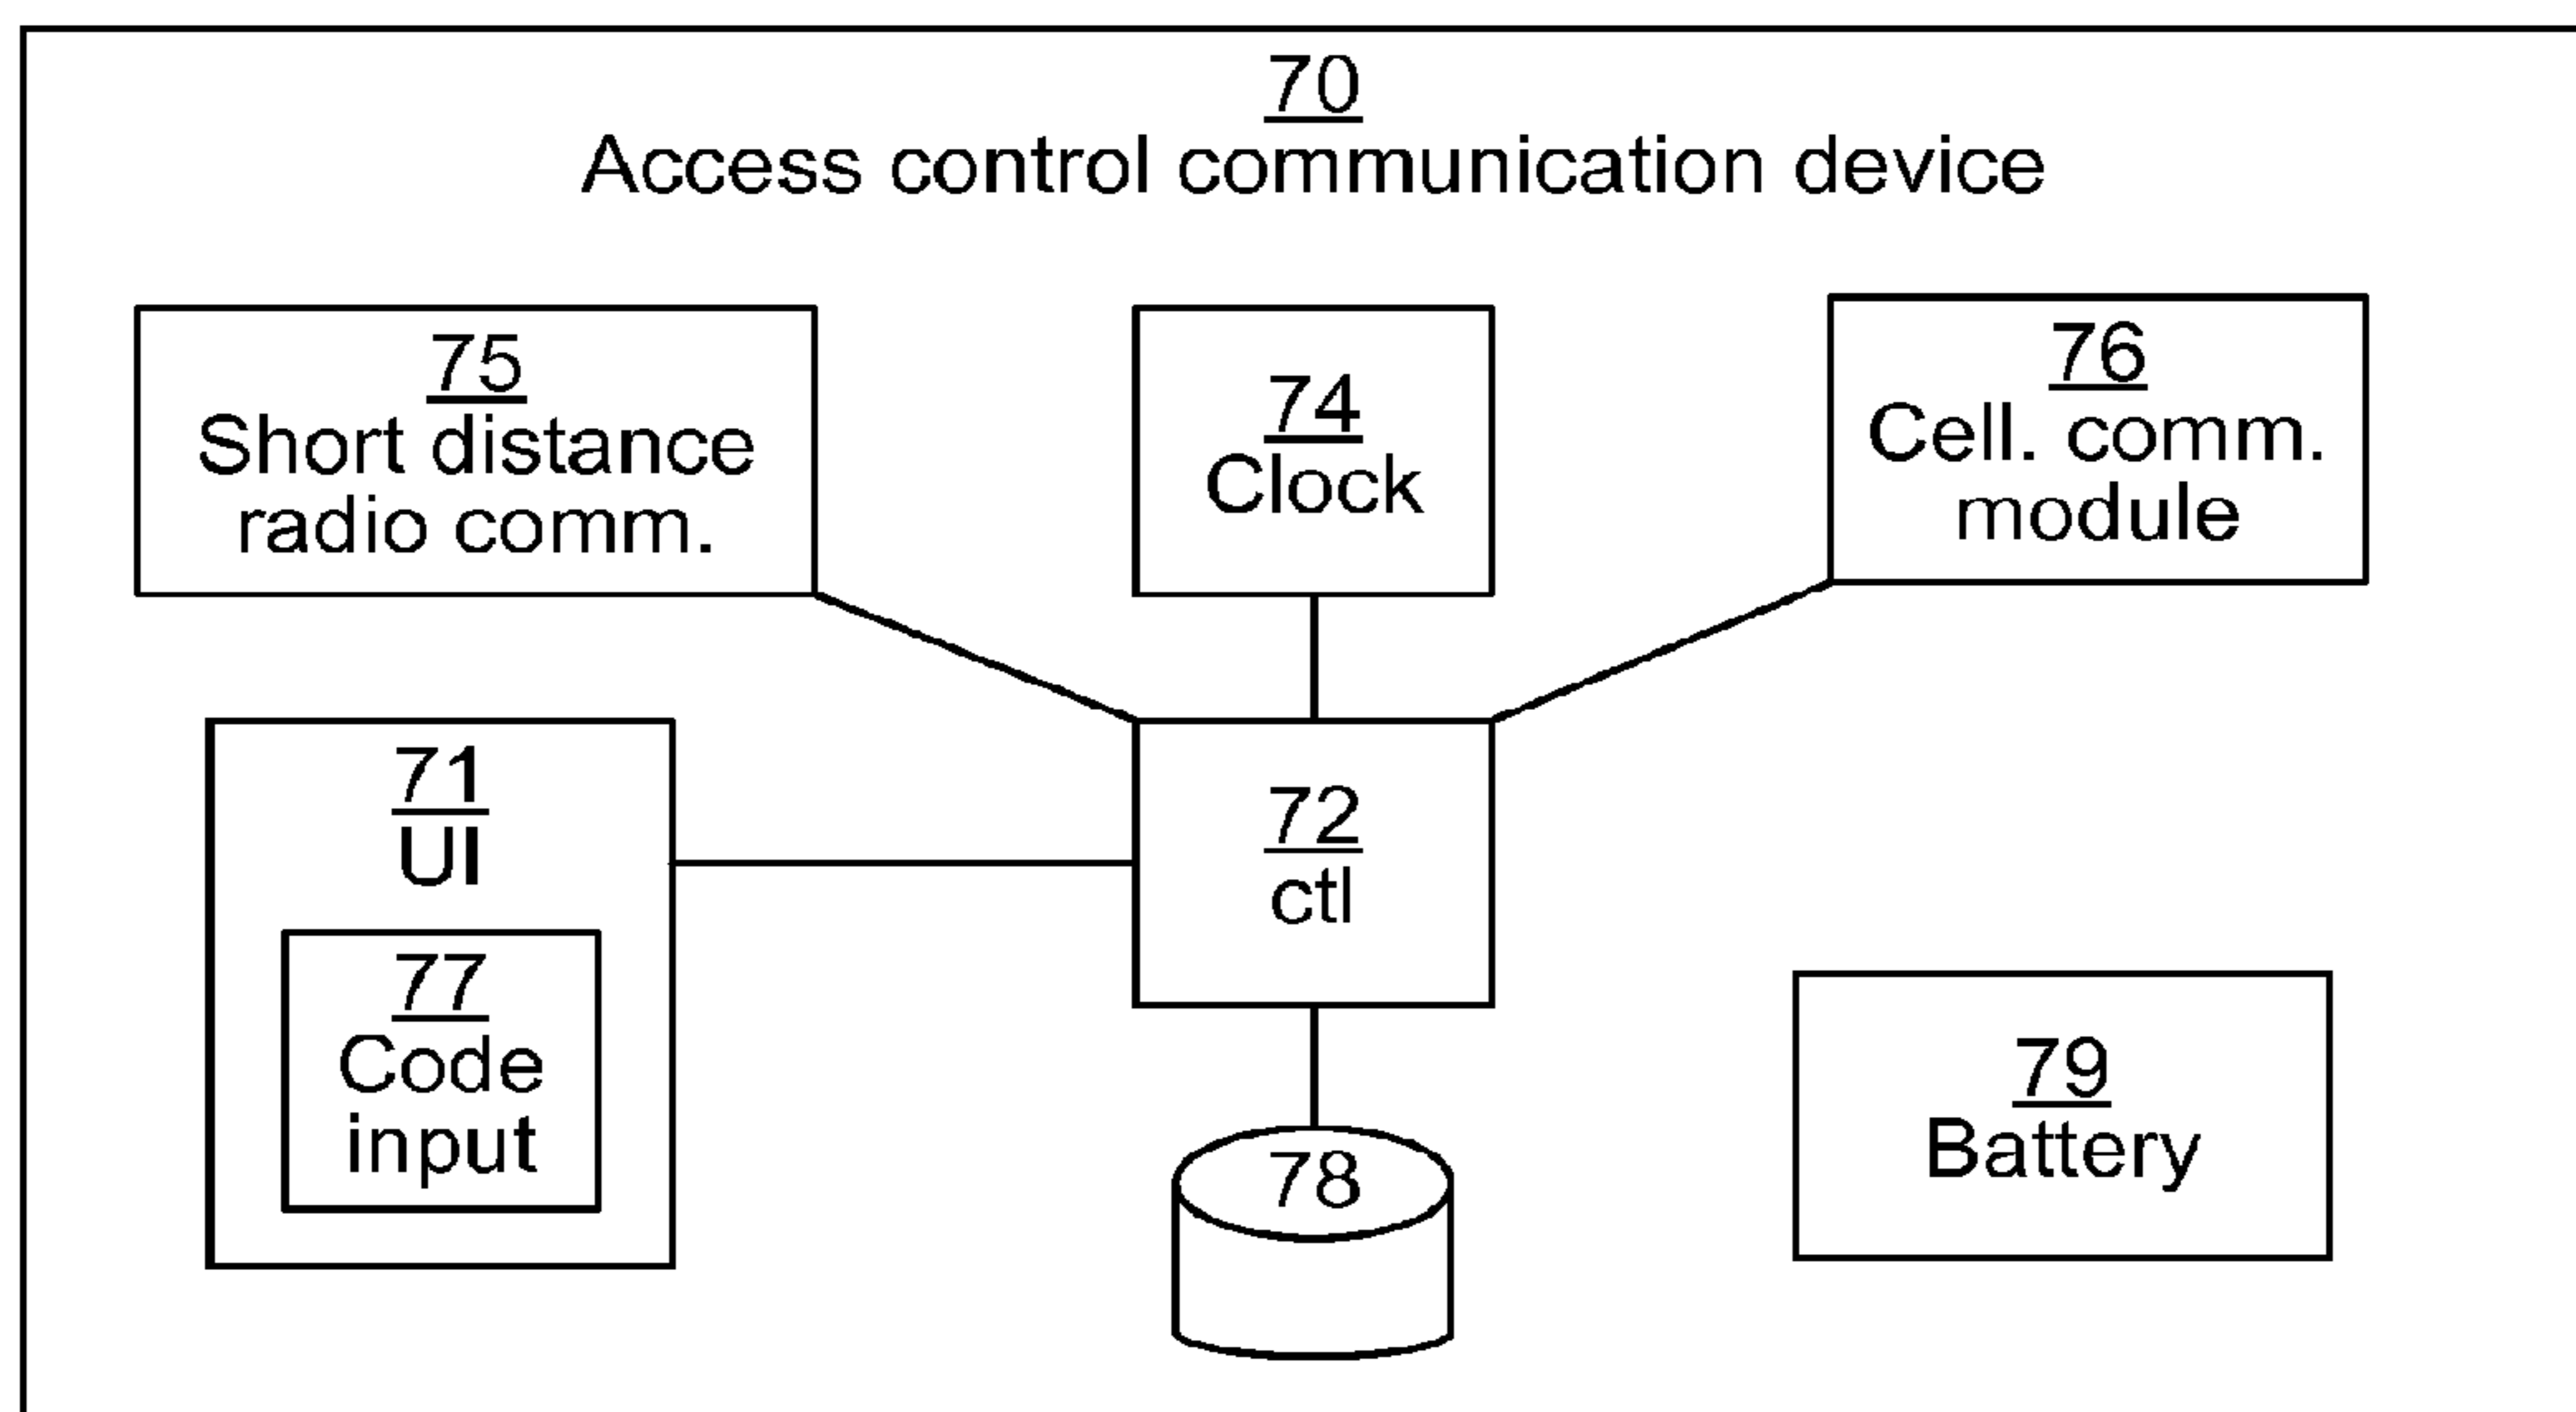 70
Access control communication device
75
Short distance
radio comm.
74
Clock
76
Cell. comm.
module
71
UI
77
Code
input
72
ctl
78
79
Battery